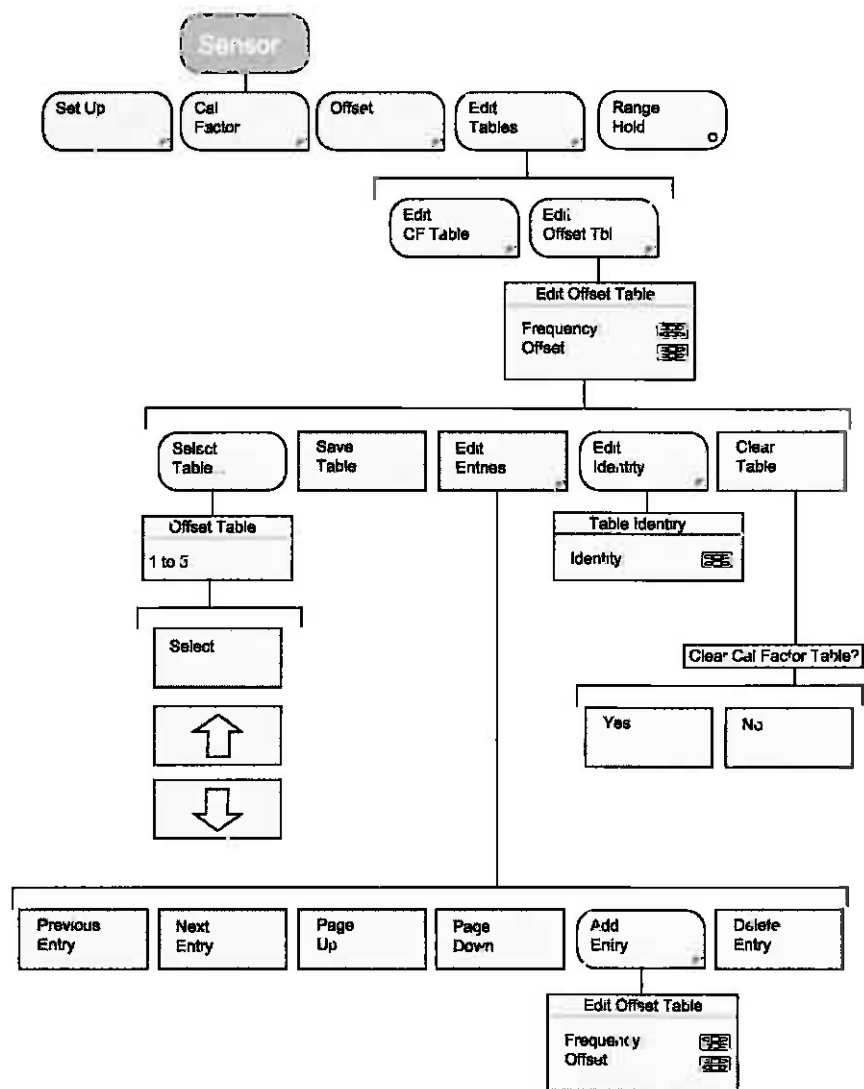 Sensor
Set Up
Cal
Factor
Offset
Edit
Tables
Range
Hold
Edit
CF Table
Edit
Offset Tbl
Edit Offset Table
Frequency
Offset
Select
Table...
Save
Table
Edit
Entries
Edit
Identity
Clear
Table
Offset Table
1 to 5
Table Identity
Identity
Select
Clear Cal Factor Table?
Yes
No
Previous
Entry
Next
Entry
Page
Up
Page
Down
Add
Entry
Delete
Entry
Edit Offset Table
Frequency
Offset